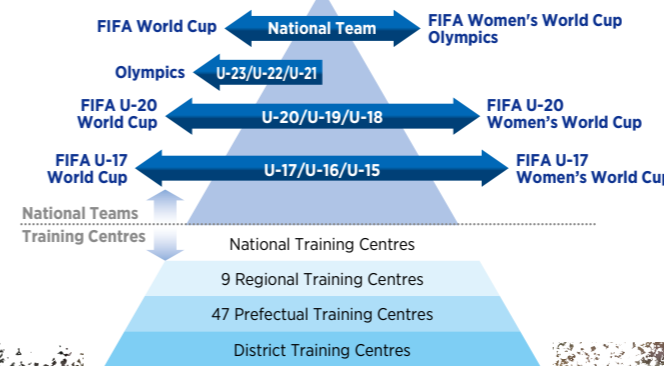 FIFA World Cup
National Team
FIFA Women's World Cup
Olympics
Olympics
U-23/U-22/U-21
FIFA U-20
World Cup
U-20/U-19/U-18
FIFA U-20
Women's World Cup
FIFA U-17
World Cup
U-17/U-16/U-15
FIFA U-17
Women's World Cup
National Teams
Training Centres
National Training Centres
9 Regional Training Centres
47 Prefectual Training Centres
District Training Centres